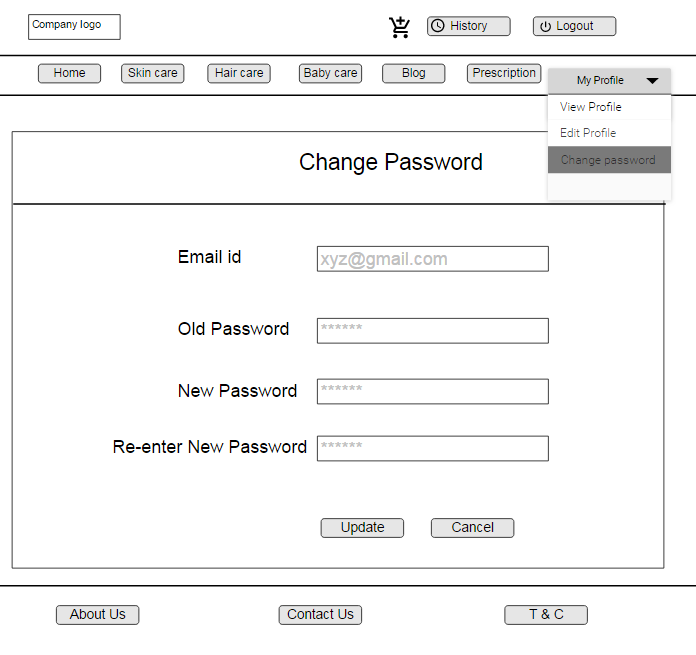 Company logo
History
Logout
Home
Skin care
Hair care
Baby care
Blog
Prescription
My Profile
View Profile
Edit Profile
Change password
Change Password
Email id
xyz@gmail.com
Old Password
******
New Password
******
Re-enter New Password
******
Update
Cancel
About Us
Contact Us
T & C